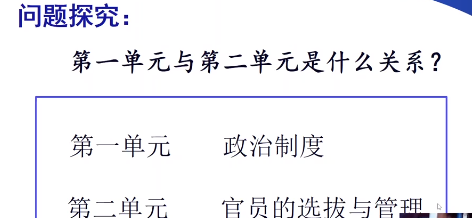 问题探究：
第一单元与第二单元是什么关系？
第一单元 政治制度
第二单元 官员的选拔与管理